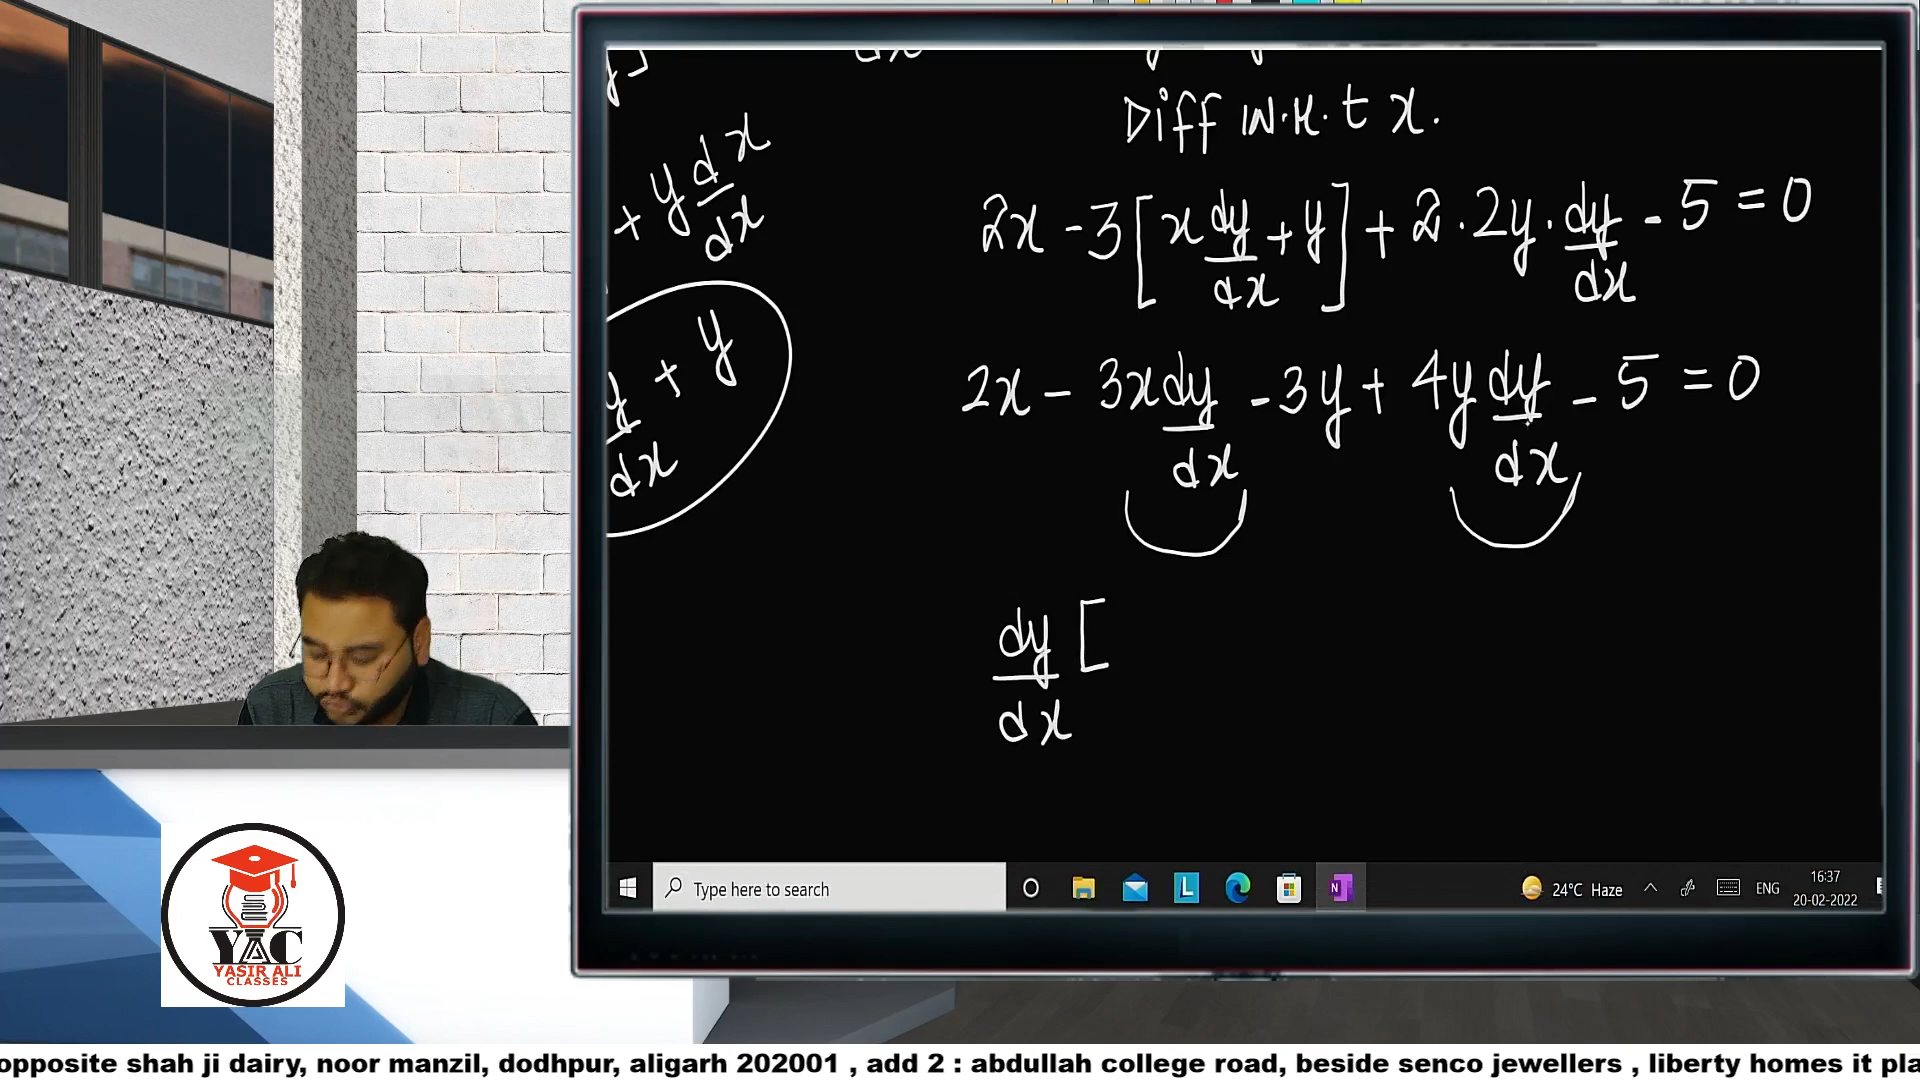 Diff w.r.t x.
+ y dx/dx
2x - 3[x dy/dx + y] + 2 · 2y · dy/dx - 5 = 0
+ y
dx
2x - 3x dy/dx - 3y + 4y dy/dx - 5 = 0
dy/dx [
Type here to search
L
N
24°C Haze
ENG
16:37
20-02-2022
YAC
YASIR ALI
CLASSES
opposite shah ji dairy, noor manzil, dodhpur, aligarh 202001 , add 2 : abdullah college road, beside senco jewellers , liberty homes it pla